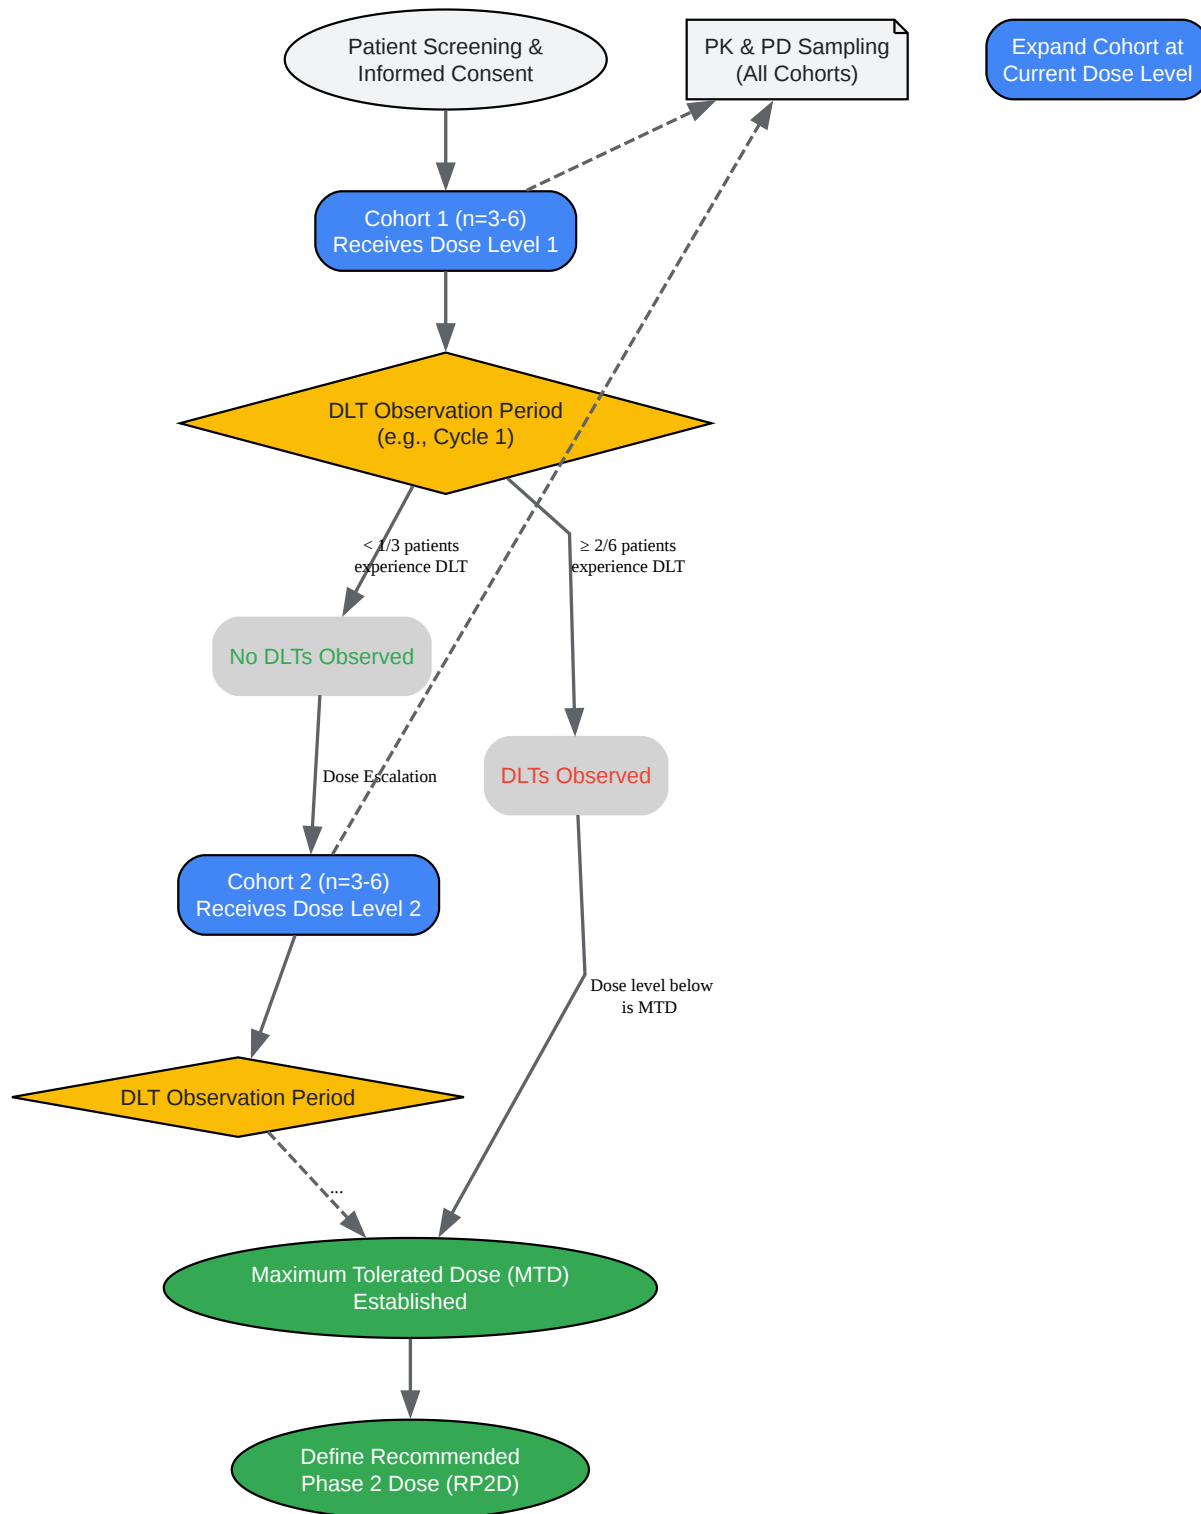 Patient Screening &
Informed Consent
PK & PD Sampling
(All Cohorts)
Expand Cohort at
Current Dose Level
Cohort 1 (n=3-6)
Receives Dose Level 1
DLT Observation Period
(e.g., Cycle 1)
< 1/3 patients
experience DLT
≥ 2/6 patients
experience DLT
No DLTs Observed
DLTs Observed
Dose Escalation
Cohort 2 (n=3-6)
Receives Dose Level 2
Dose level below
is MTD
DLT Observation Period
...
Maximum Tolerated Dose (MTD)
Established
Define Recommended
Phase 2 Dose (RP2D)